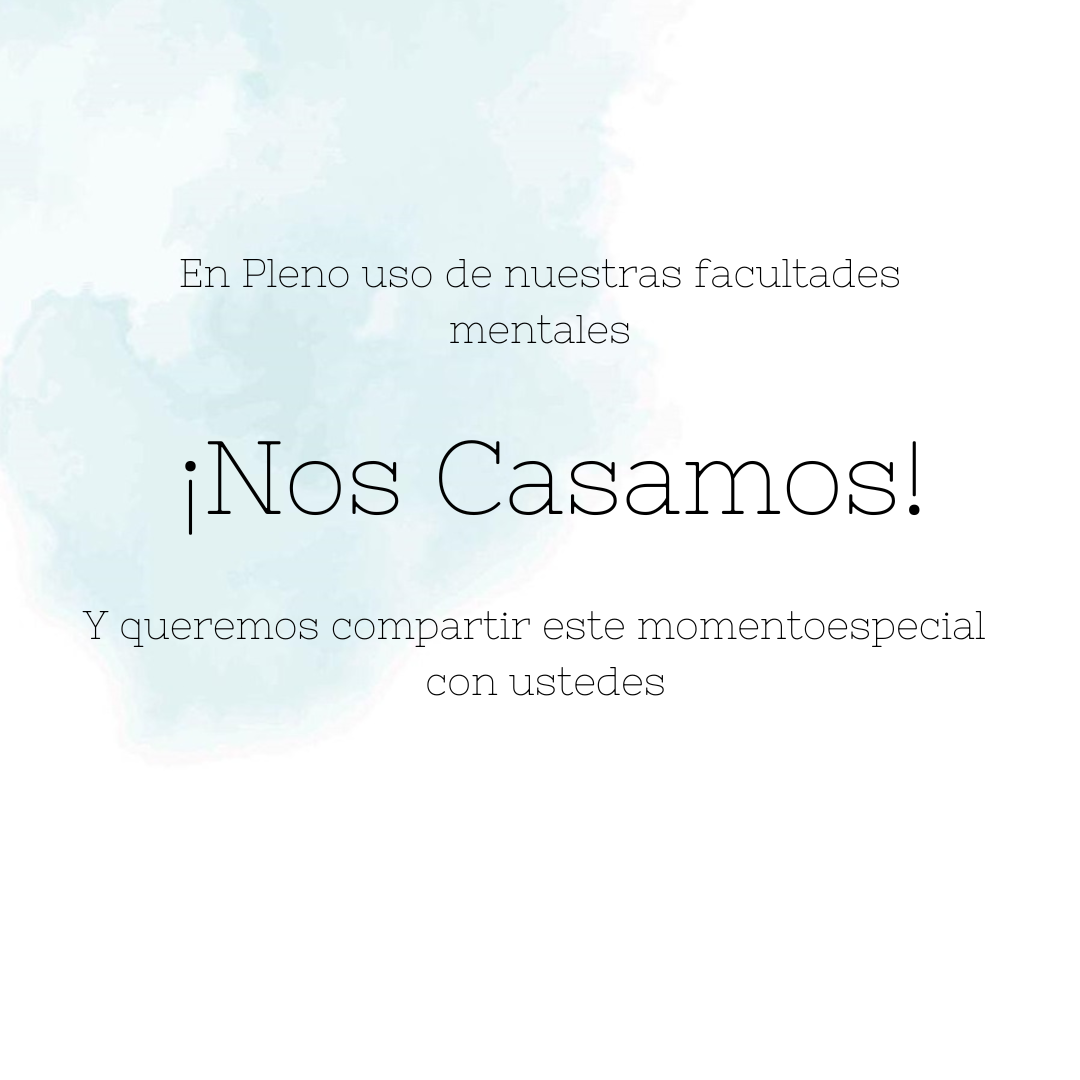 En Pleno uso de nuestras facultades
mentales
¡Nos Casamos!
Y queremos compartir este momentoespecial
con ustedes